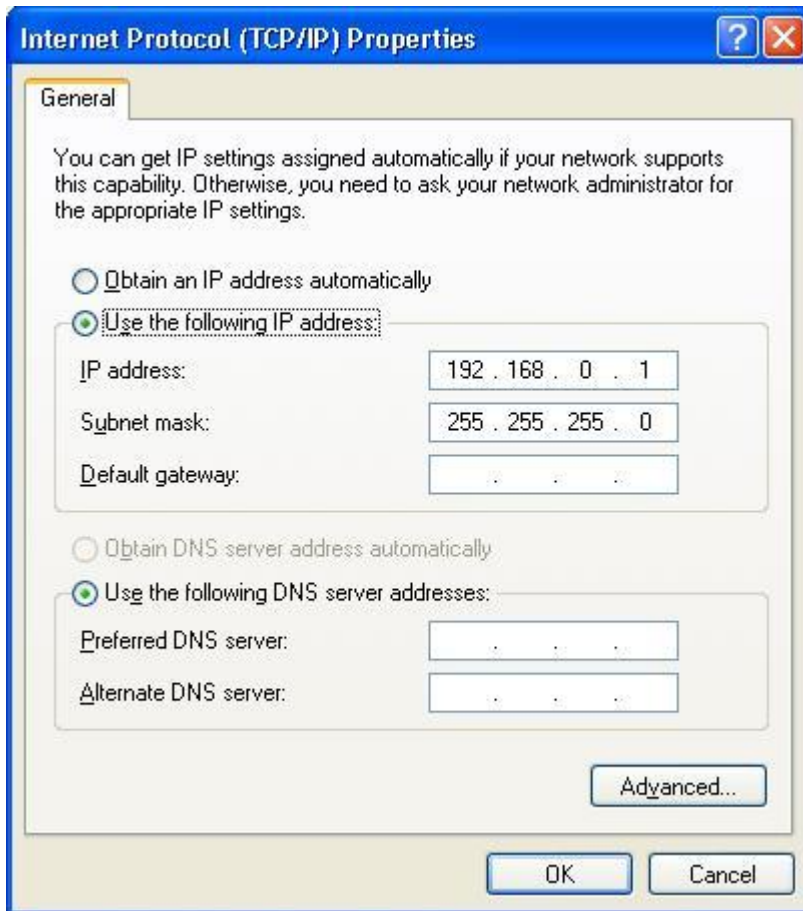 Internet Protocol (TCP/IP) Properties
General
You can get IP settings assigned automatically if your network supports
this capability. Otherwise, you need to ask your network administrator for
the appropriate IP settings.
Obtain an IP address automatically
Use the following IP address:
IP address: 192 . 168 . 0 . 1
Subnet mask: 255 . 255 . 255 . 0
Default gateway: . . .
Obtain DNS server address automatically
Use the following DNS server addresses:
Preferred DNS server: . . .
Alternate DNS server: . . .
Advanced...
OK Cancel